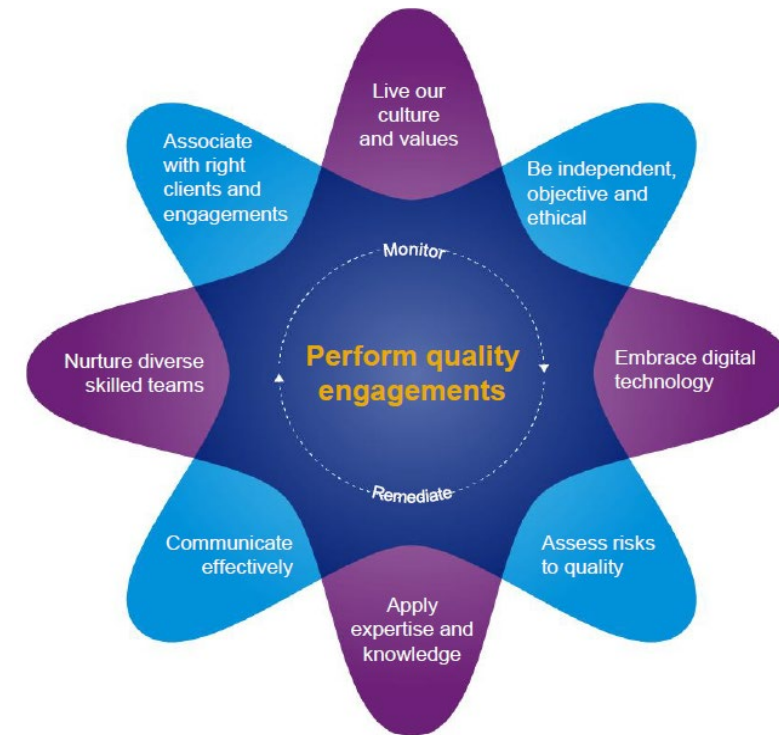 Live our
culture
and values
Be independent,
objective and
ethical
Embrace digital
technology
Assess risks
to quality
Apply
expertise and
knowledge
Communicate
effectively
Nurture diverse
skilled teams
Associate
with right
clients and
engagements
Monitor
Perform quality
engagements
Remediate